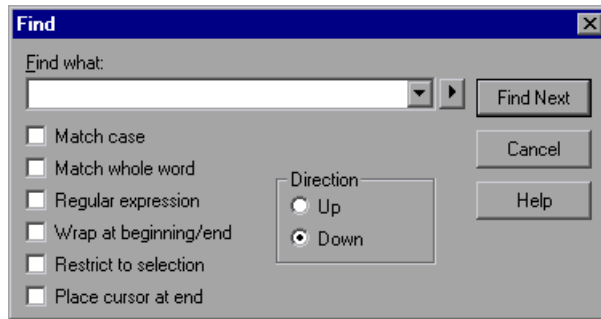 Find
Find what:
Find Next
Match case
Cancel
Match whole word
Direction
Regular expression
Up
Help
Wrap at beginning/end
Down
Restrict to selection
Place cursor at end